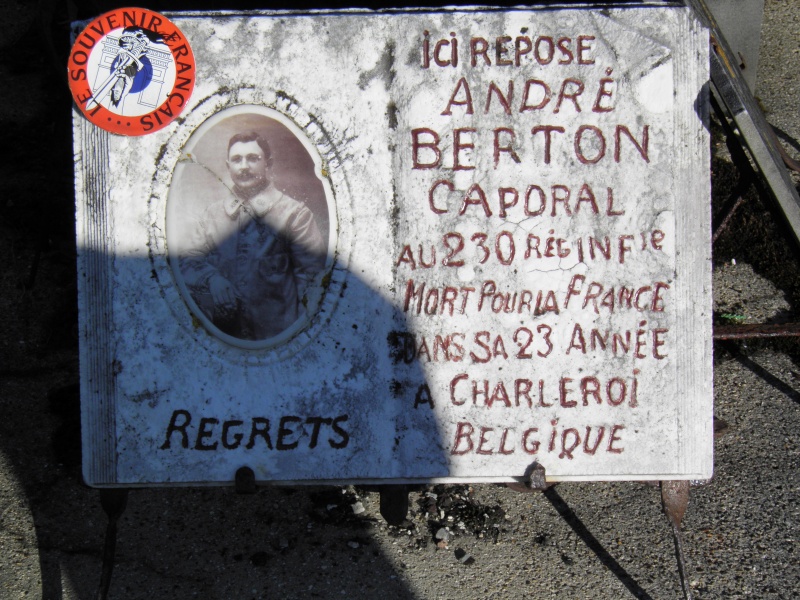 LE SOUVENIR FRANÇAIS...
REGRETS
ICI REPOSE
ANDRÉ
BERTON
CAPORAL
AU 230 RÉG INFIE
MORT POUR LA FRANCE
DANS SA 23 ANNÉE
A CHARLEROI
BELGIQUE